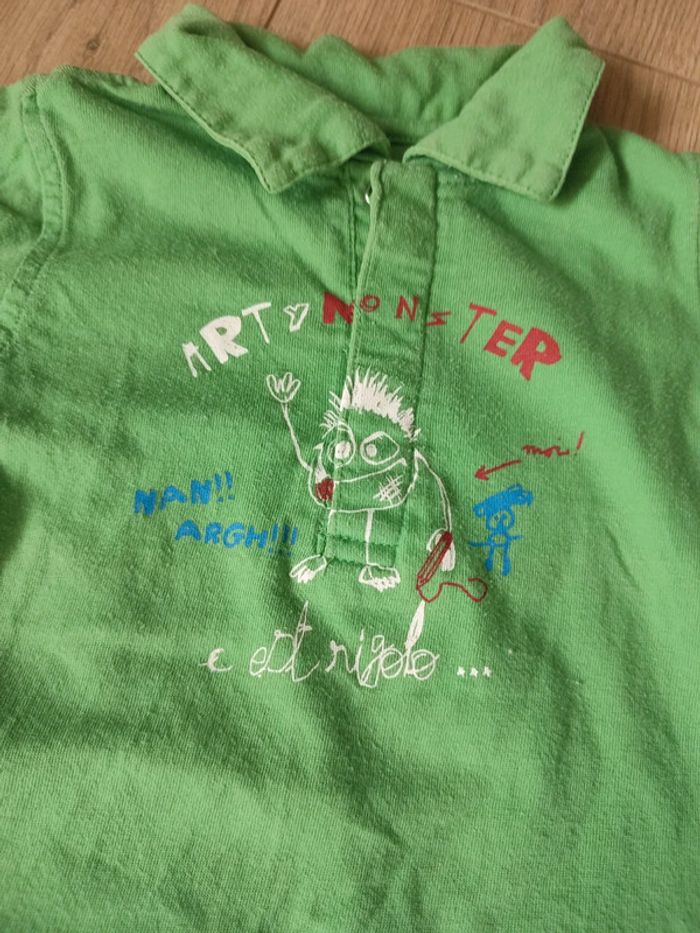 ARTY MONSTER
moi!
NAN!!
ARGH!!!
c est rigolo ...